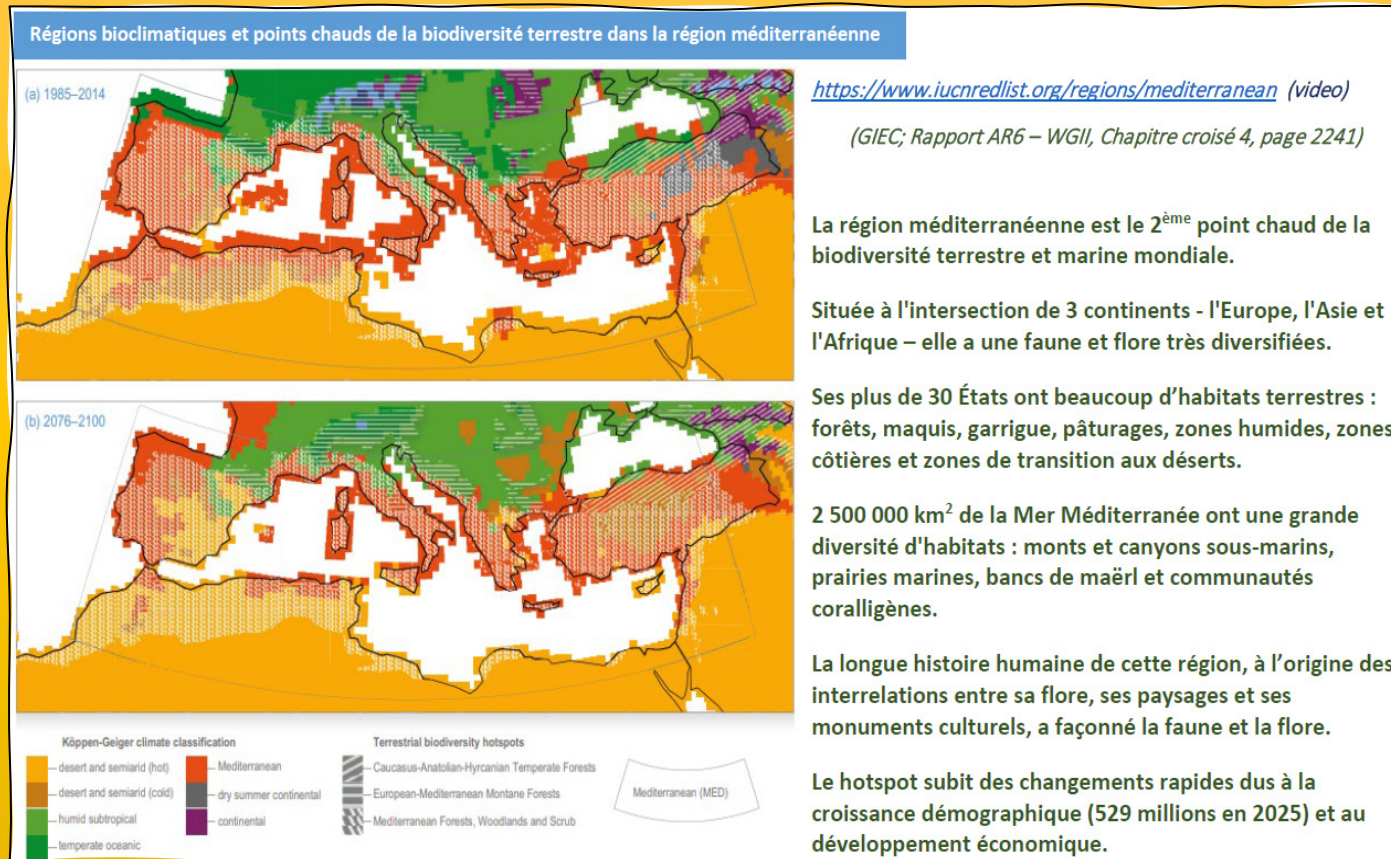 Régions bioclimatiques et points chauds de la biodiversité terrestre dans la région méditerranéenne
(a) 1985–2014
(b) 2076–2100
Köppen-Geiger climate classification
desert and semiarid (hot)
desert and semiarid (cold)
humid subtropical
temperate oceanic
Mediterranean
dry summer continental
continental
Terrestrial biodiversity hotspots
Caucasus-Anatolian-Hyrcanian Temperate Forests
European-Mediterranean Montane Forests
Mediterranean Forests, Woodlands and Scrub
Mediterranean (MED)
https://www.iucnredlist.org/regions/mediterranean (video)
(GIEC; Rapport AR6 – WGII, Chapitre croisé 4, page 2241)
La région méditerranéenne est le 2ème point chaud de la
biodiversité terrestre et marine mondiale.
Située à l'intersection de 3 continents - l'Europe, l'Asie et
l'Afrique – elle a une faune et flore très diversifiées.
Ses plus de 30 États ont beaucoup d’habitats terrestres :
forêts, maquis, garrigue, pâturages, zones humides, zones
côtières et zones de transition aux déserts.
2 500 000 km² de la Mer Méditerranée ont une grande
diversité d'habitats : monts et canyons sous-marins,
prairies marines, bancs de maërl et communautés
coralligènes.
La longue histoire humaine de cette région, à l’origine des
interrelations entre sa flore, ses paysages et ses
monuments culturels, a façonné la faune et la flore.
Le hotspot subit des changements rapides dus à la
croissance démographique (529 millions en 2025) et au
développement économique.